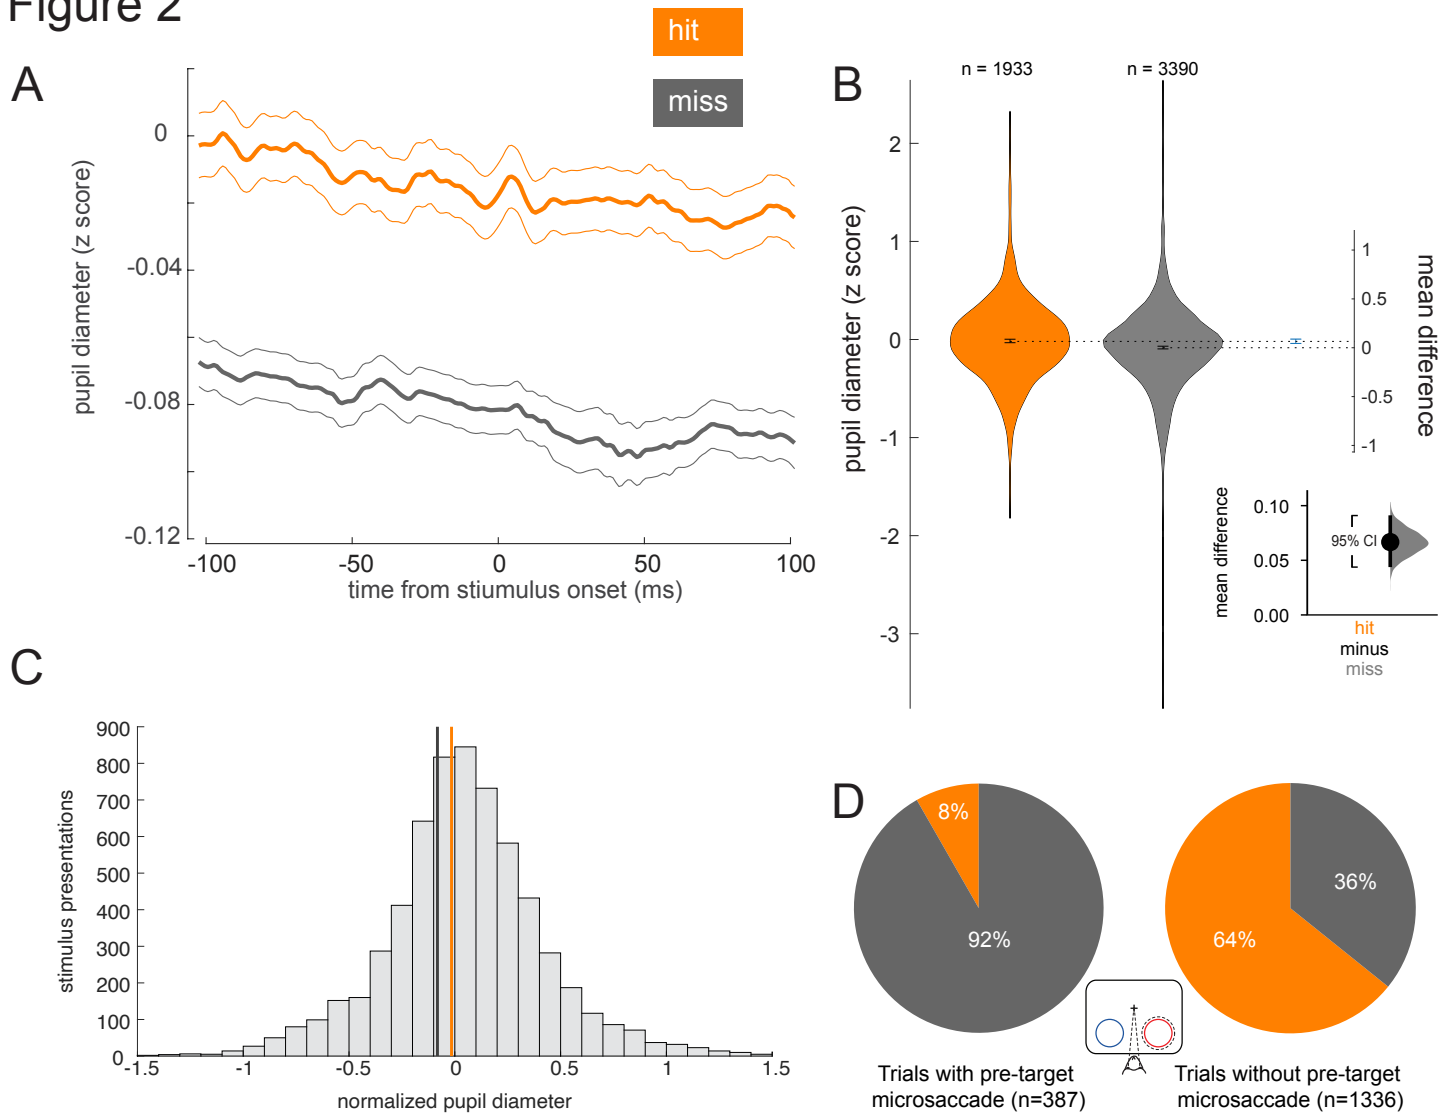 Figure 2
hit
miss
A
pupil diameter (z score)
0
-0.04
-0.08
-0.12
-100
-50
0
50
100
time from stiumulus onset (ms)
B
n = 1933
n = 3390
pupil diameter (z score)
2
1
0
-1
-2
-3
1
0.5
0
-0.5
-1
mean difference
mean difference
0.10
0.05
0.00
95% CI
hit
minus
miss
C
stimulus presentations
900
800
700
600
500
400
300
200
100
0
-1.5
-1
-0.5
0
0.5
1
1.5
normalized pupil diameter
D
8%
92%
36%
64%
Trials with pre-target
microsaccade (n=387)
Trials without pre-target
microsaccade (n=1336)